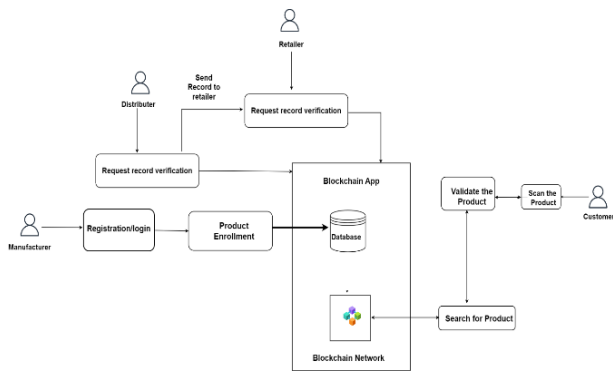 Retailer
Send
Record to
retailer
Distributer
Request record verification
Request record verification
Blockchain App
Validate the
Product
Scan the
Product
Customer
Manufacturer
Registration/login
Product
Enrollment
Database
Search for Product
Blockchain Network